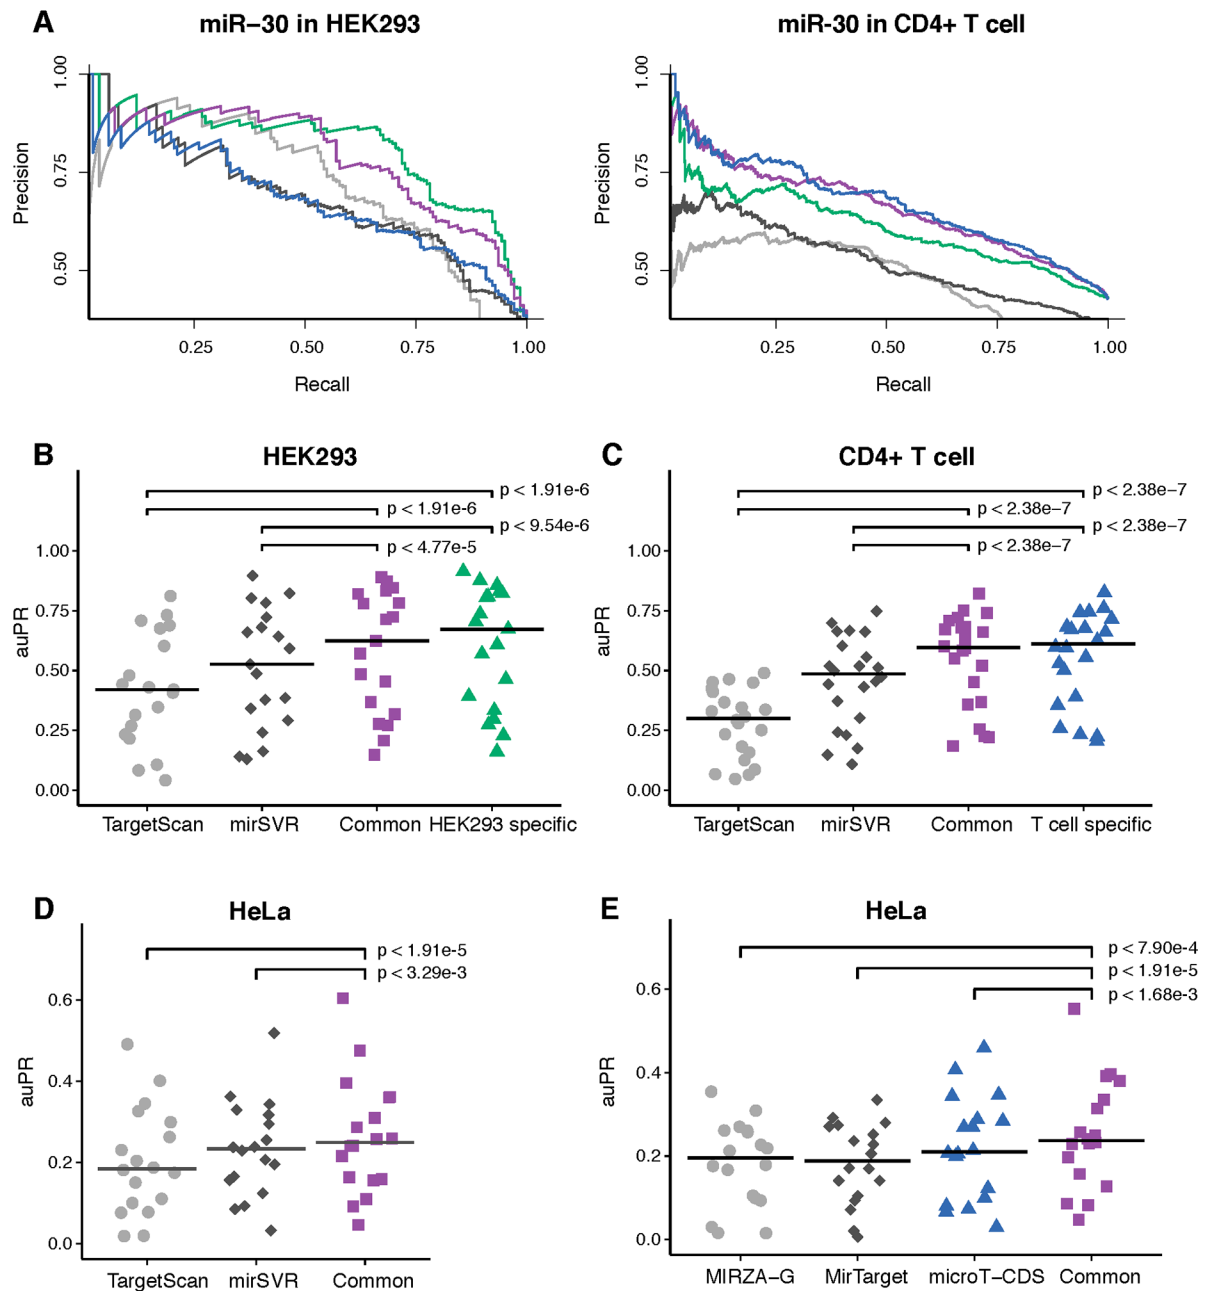 A
miR−30 in HEK293
miR-30 in CD4+ T cell
1.00
0.75
0.50
Precision
0.25 0.50 0.75 1.00
Recall
1.00
0.75
0.50
Precision
0.25 0.50 0.75 1.00
Recall
B
HEK293
p < 1.91e-6
p < 1.91e-6
p < 9.54e-6
p < 4.77e-5
1.00
0.75
0.50
0.25
0.00
auPR
TargetScan mirSVR Common HEK293 specific
C
CD4+ T cell
p < 2.38e−7
p < 2.38e−7
p < 2.38e−7
p < 2.38e−7
1.00
0.75
0.50
0.25
0.00
auPR
TargetScan mirSVR Common T cell specific
D
HeLa
p < 1.91e-5
p < 3.29e-3
0.6
0.4
0.2
0.0
auPR
TargetScan mirSVR Common
E
HeLa
p < 7.90e-4
p < 1.91e-5
p < 1.68e-3
0.6
0.4
0.2
0.0
auPR
MIRZA−G MirTarget microT−CDS Common